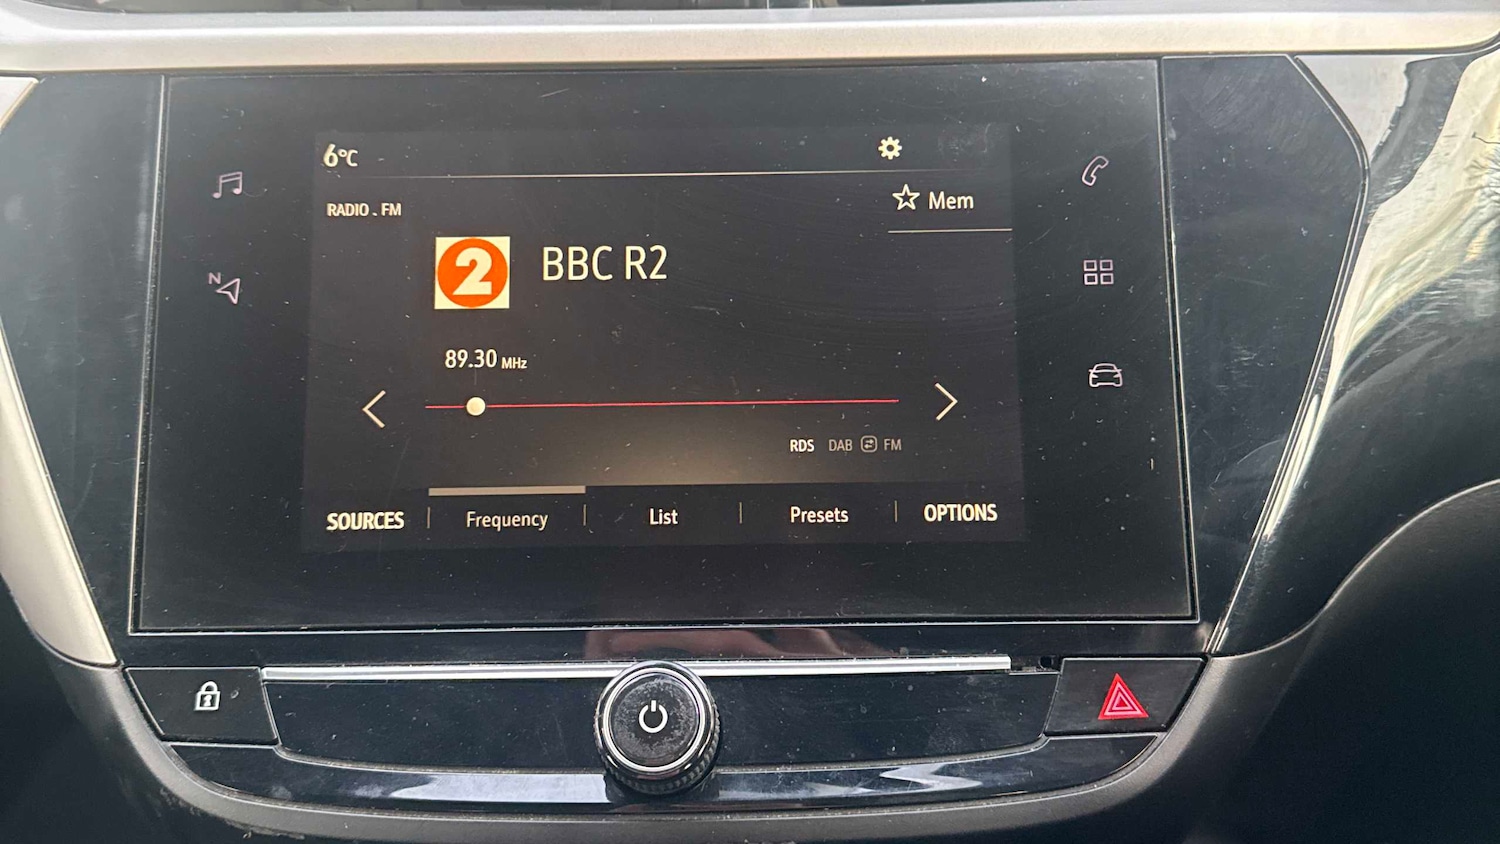 6°C
RADIO . FM
Mem
2
BBC R2
89.30 MHz
RDS DAB FM
SOURCES Frequency List Presets OPTIONS
N